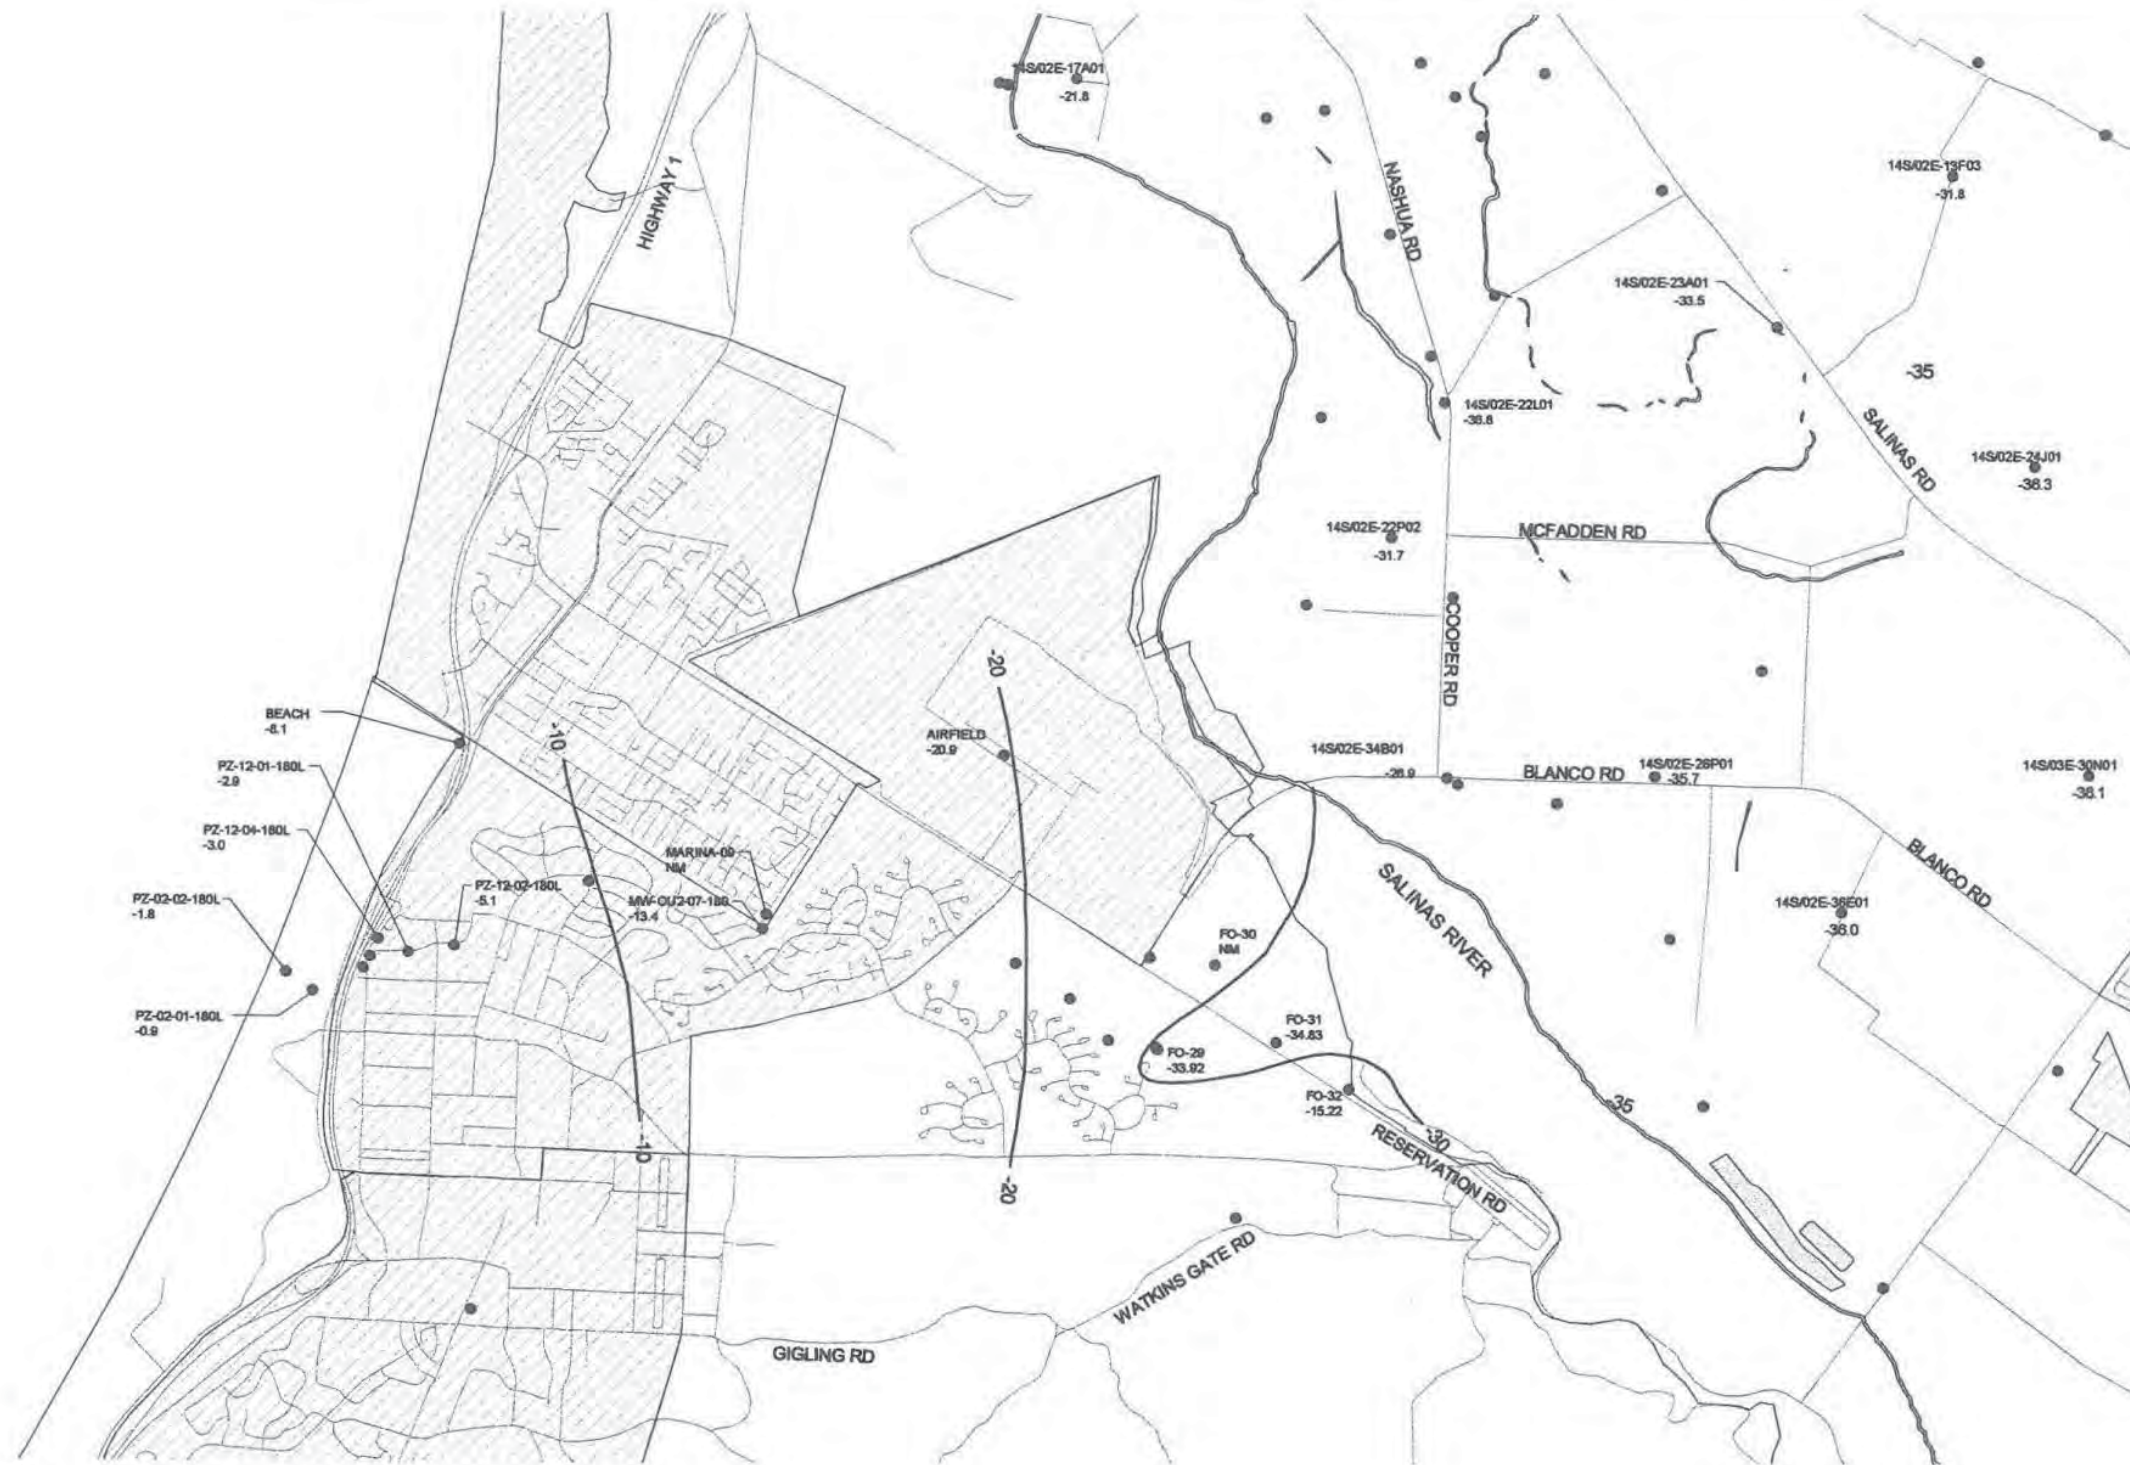 14S/02E-17A01
-21.8
14S/02E-13F03
-31.8
HIGHWAY 1
NASHUA RD
14S/02E-23A01
-33.5
-35
14S/02E-22L01
SALINAS RD
14S/02E-24J01
14S/02E-22P02
-31.7
MCFADDEN RD
COOPER RD
-20
BEACH
-10
AIRFIELD
-20.9
14S/02E-34B01
BLANCO RD
14S/02E-26P01
-35.7
14S/03E-30N01
PZ-12-01-180L
-2.9
PZ-12-04-180L
-3.0
MARINA-09
NM
BLANCO RD
PZ-12-02-180L
-5.1
MW-OU2-07-180
-13.4
PZ-02-02-180L
-1.8
SALINAS RIVER
14S/02E-36E01
FO-30
NM
PZ-02-01-180L
-0.9
FO-31
-34.83
FO-29
-33.92
FO-32
-15.22
-35
-30
-10
RESERVATION RD
-20
WATKINS GATE RD
GIGLING RD